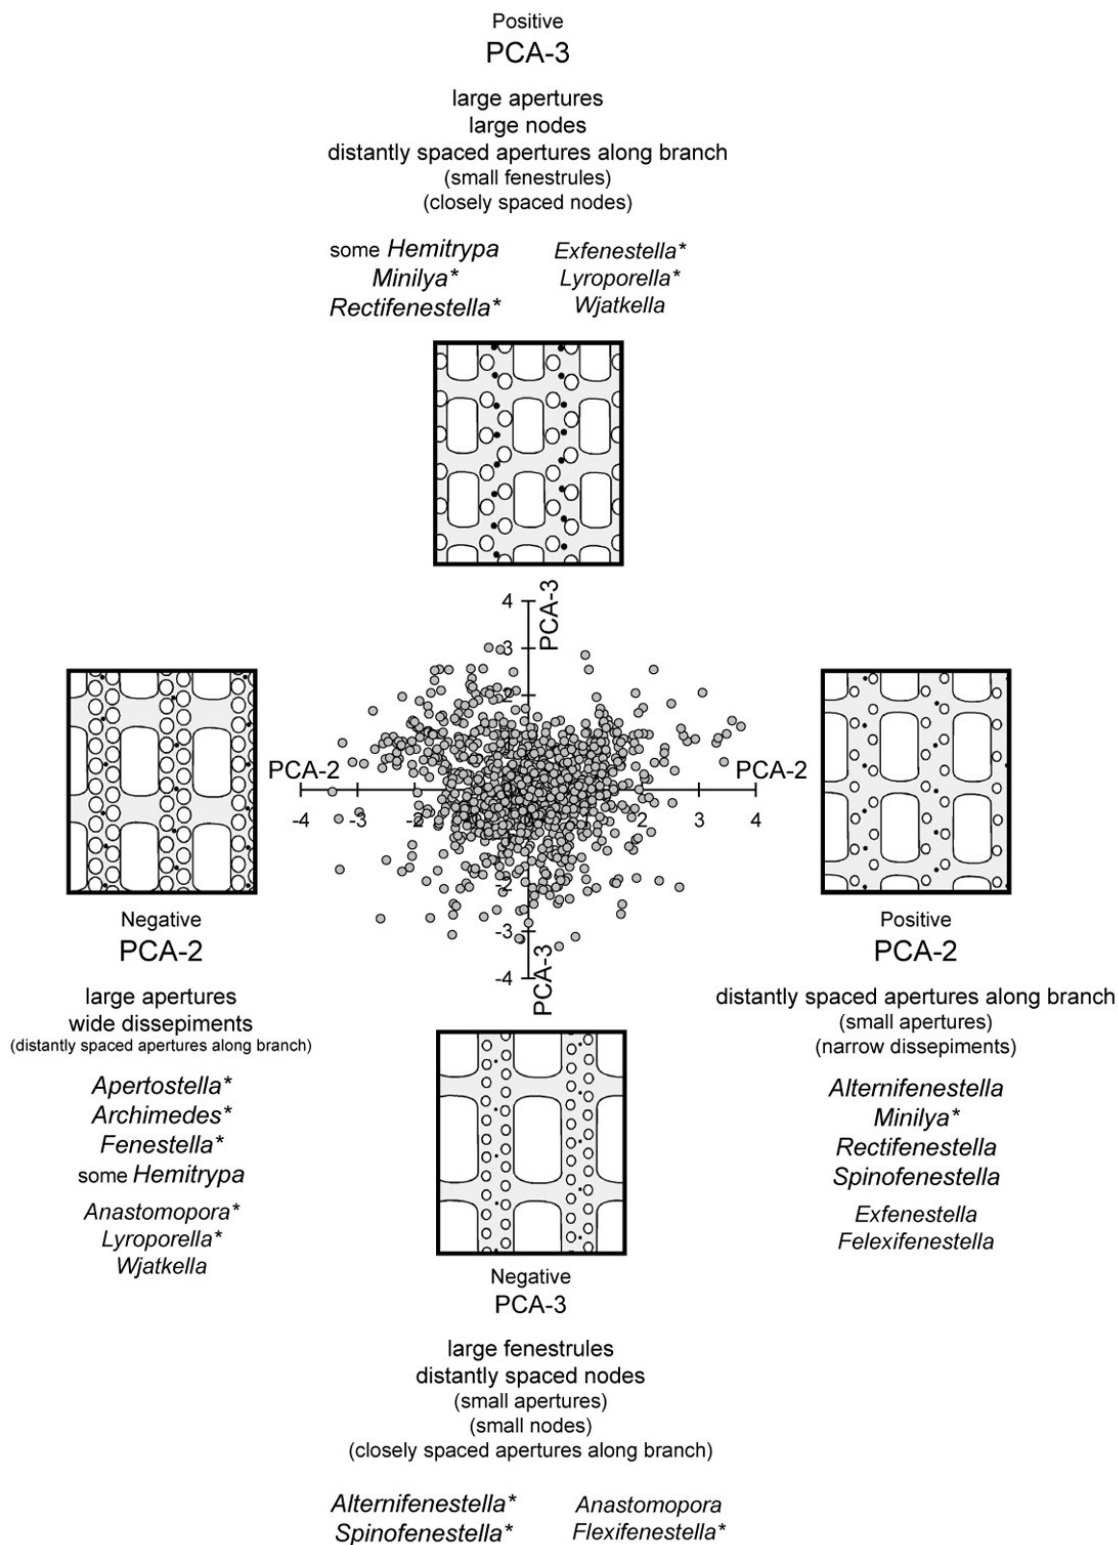 Positive
PCA-3
large apertures
large nodes
distantly spaced apertures along branch
(small fenestrules)
(closely spaced nodes)
some Hemitrypa
Minilya*
Rectifenestella*
Exfenestella*
Lyroporella*
Wjatkella
4
PCA-3
3
2
PCA-2
PCA-2
-4
-3
-2
2
3
4
-2
-3
-4
PCA-3
Negative
PCA-2
large apertures
wide dissepiments
(distantly spaced apertures along branch)
Apertostella*
Archimedes*
Fenestella*
some Hemitrypa
Anastomopora*
Lyroporella*
Wjatkella
Positive
PCA-2
distantly spaced apertures along branch
(small apertures)
(narrow dissepiments)
Alternifenestella
Minilya*
Rectifenestella
Spinofenestella
Exfenestella
Felexifenestella
Negative
PCA-3
large fenestrules
distantly spaced nodes
(small apertures)
(small nodes)
(closely spaced apertures along branch)
Alternifenestella*
Spinofenestella*
Anastomopora
Flexifenestella*